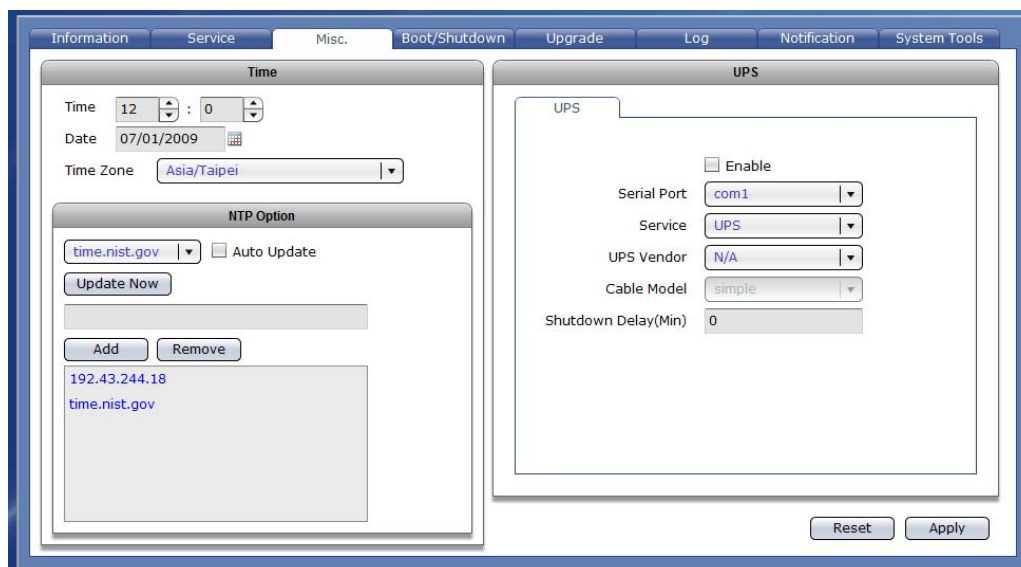 Information Service Misc. Boot/Shutdown Upgrade Log Notification System Tools
Time
Time 12 : 0
Date 07/01/2009
Time Zone Asia/Taipei
NTP Option
time.nist.gov Auto Update
Update Now
Add Remove
192.43.244.18
time.nist.gov
UPS
UPS
Enable
Serial Port com1
Service UPS
UPS Vendor N/A
Cable Model simple
Shutdown Delay(Min) 0
Reset Apply